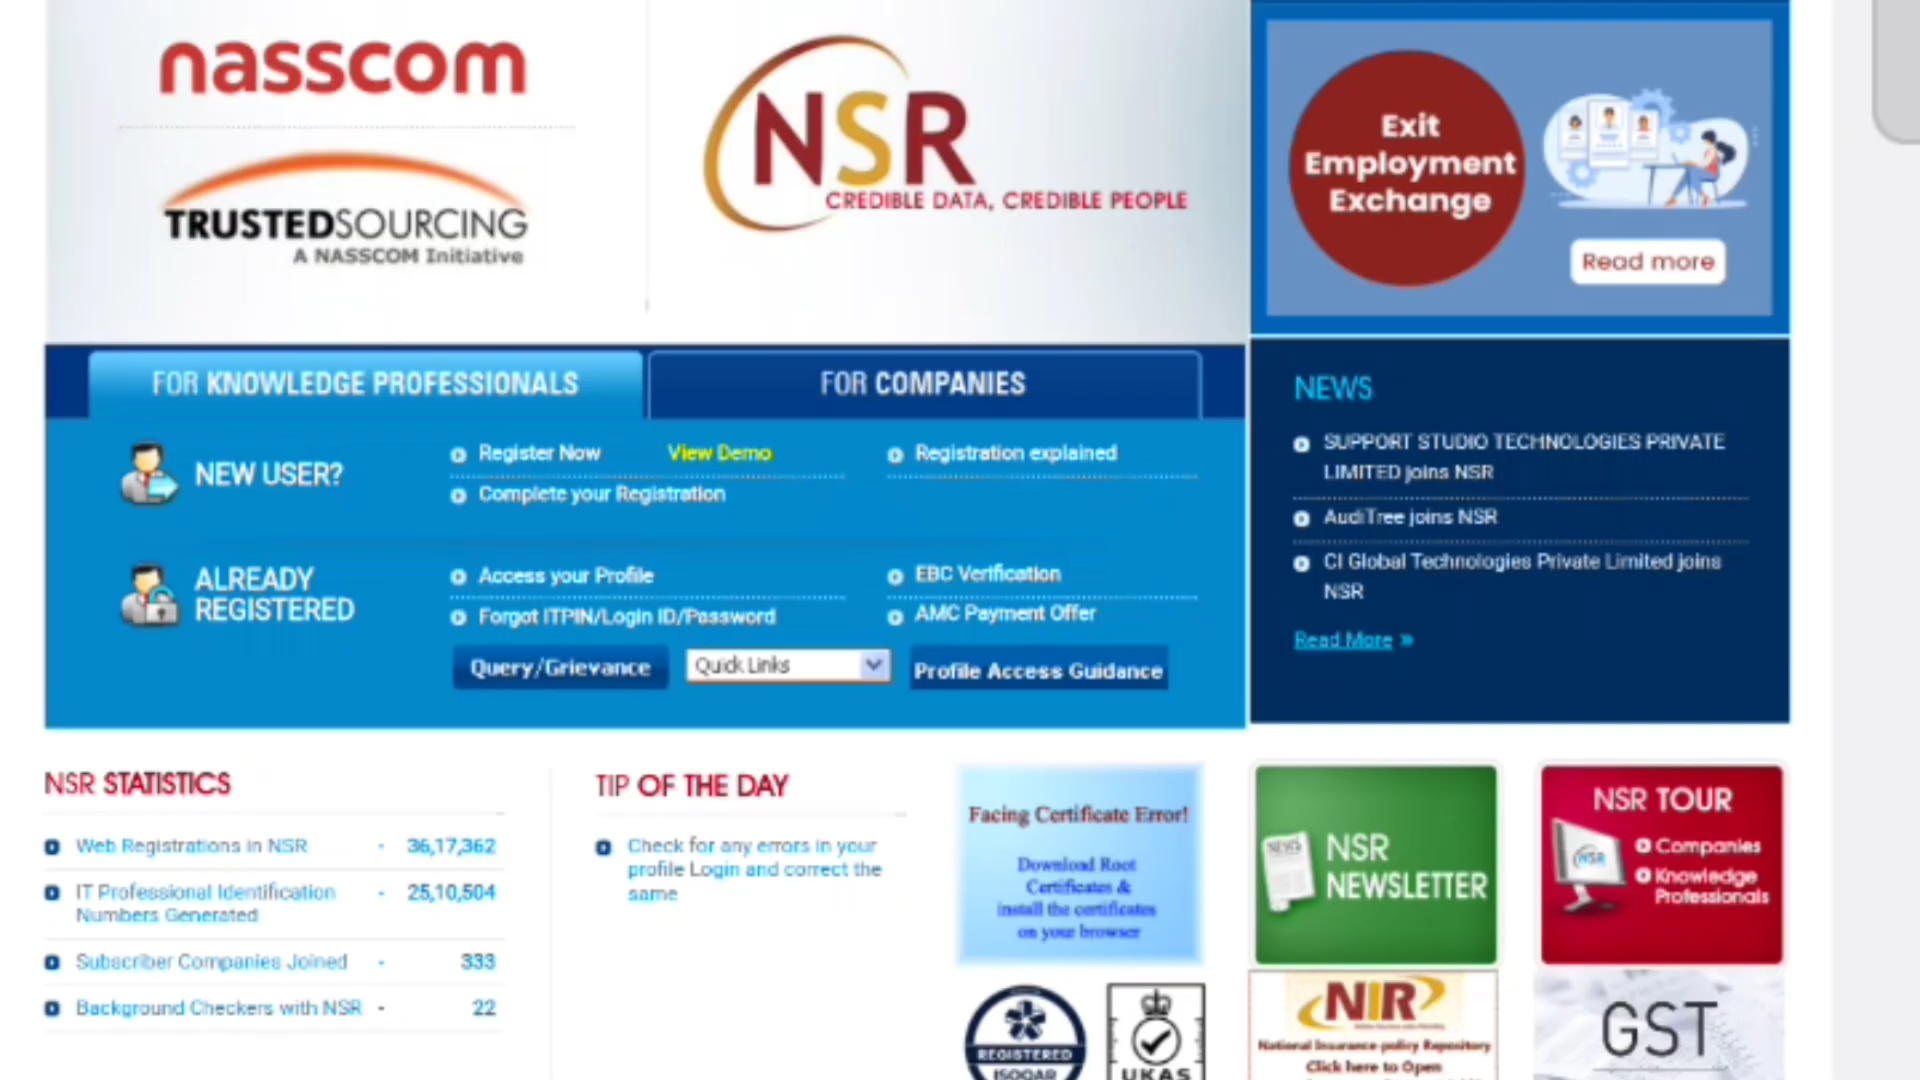 nasscom
TRUSTEDSOURCING
A NASSCOM Initiative
NSR
CREDIBLE DATA, CREDIBLE PEOPLE
Exit
Employment
Exchange
Read more
FOR KNOWLEDGE PROFESSIONALS
FOR COMPANIES
NEW USER?
Register Now
View Demo
Registration explained
Complete your Registration
ALREADY
REGISTERED
Access your Profile
EBC Verification
Forgot ITPIN/Login ID/Password
AMC Payment Offer
Query/Grievance
Quick Links
Profile Access Guidance
NEWS
SUPPORT STUDIO TECHNOLOGIES PRIVATE
LIMITED joins NSR
AudiTree joins NSR
CI Global Technologies Private Limited joins
NSR
Read More »
NSR STATISTICS
Web Registrations in NSR - 36,17,362
IT Professional Identification
Numbers Generated - 25,10,504
Subscriber Companies Joined - 333
Background Checkers with NSR - 22
TIP OF THE DAY
Check for any errors in your
profile Login and correct the
same
Facing Certificate Error!
Download Root
Certificates &
install the certificates
on your browser
NSR
NEWSLETTER
NEWS
NSR TOUR
NSR
Companies
Knowledge
Professionals
REGISTERED
ISOQAR
UKAS
NIR
National Insurance-policy Repository
Click here to Open
GST